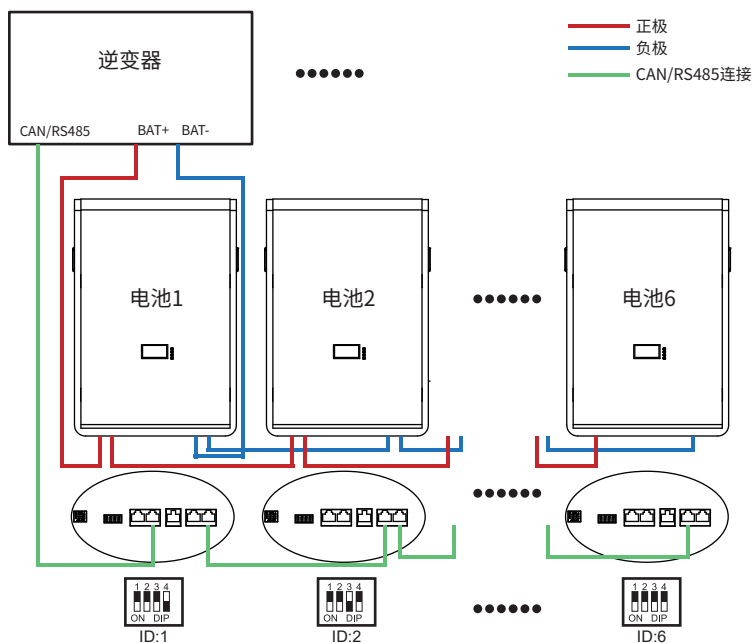 正极
负极
CAN/RS485连接
逆变器
CAN/RS485 BAT+ BAT-
电池1
电池2
电池6
1 2 3 4
ON DIP
ID:1
1 2 3 4
ON DIP
ID:2
1 2 3 4
ON DIP
ID:6